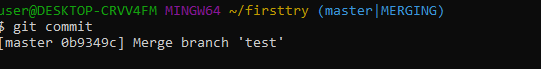 user@DESKTOP-CRVV4FM MINGW64 ~/firsttry (master|MERGING)
$ git commit
[master 0b9349c] Merge branch 'test'